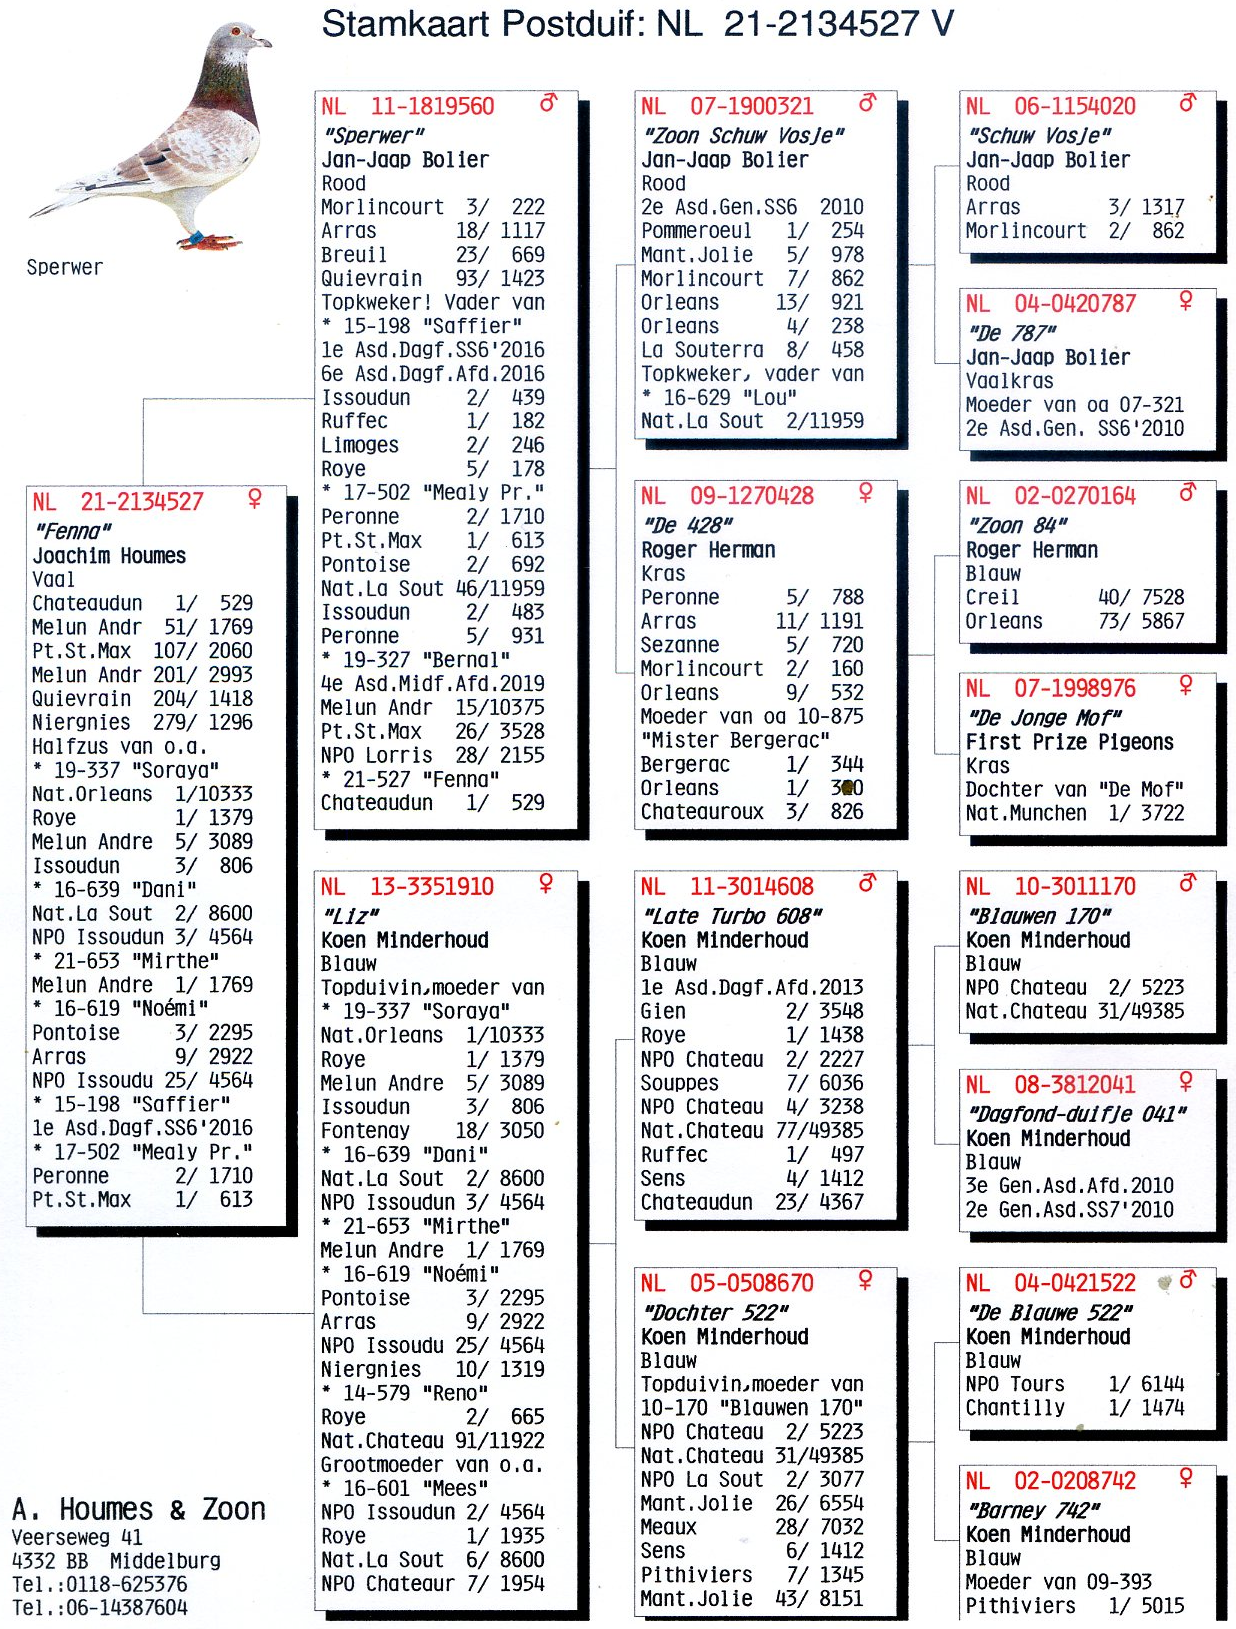 Stamkaart Postduif: NL 21-2134527 V
Sperwer
NL 21-2134527 ♀
"Fenna"
Joachim Houmes
Vaal
Chateaudun 1/ 529
Melun Andr 51/ 1769
Pt.St.Max 107/ 2060
Melun Andr 201/ 2993
Quievrain 204/ 1418
Niergnies 279/ 1296
Halfzus van o.a.
* 19-337 "Soraya"
Nat.Orleans 1/10333
Roye 1/ 1379
Melun Andre 5/ 3089
Issoudun 3/ 806
* 16-639 "Dani"
Nat.La Sout 2/ 8600
NPO Issoudun 3/ 4564
* 21-653 "Mirthe"
Melun Andre 1/ 1769
* 16-619 "Noémi"
Pontoise 3/ 2295
Arras 9/ 2922
NPO Issoudu 25/ 4564
* 15-198 "Saffier"
1e Asd.Dagf.SS6'2016
* 17-502 "Mealy Pr."
Peronne 2/ 1710
Pt.St.Max 1/ 613
NL 11-1819560 ♂
"Sperwer"
Jan-Jaap Bolier
Rood
Morlincourt 3/ 222
Arras 18/ 1117
Breuil 23/ 669
Quievrain 93/ 1423
Topkweker! Vader van
* 15-198 "Saffier"
1e Asd.Dagf.SS6'2016
6e Asd.Dagf.Afd.2016
Issoudun 2/ 439
Ruffec 1/ 182
Limoges 2/ 246
Roye 5/ 178
* 17-502 "Mealy Pr."
Peronne 2/ 1710
Pt.St.Max 1/ 613
Pontoise 2/ 692
Nat.La Sout 46/11959
Issoudun 2/ 483
Peronne 5/ 931
* 19-327 "Bernal"
4e Asd.Midf.Afd.2019
Melun Andr 15/10375
Pt.St.Max 26/ 3528
NPO Lorris 28/ 2155
* 21-527 "Fenna"
Chateaudun 1/ 529
NL 13-3351910 ♀
"Liz"
Koen Minderhoud
Blauw
Topduivin,moeder van
* 19-337 "Soraya"
Nat.Orleans 1/10333
Roye 1/ 1379
Melun Andre 5/ 3089
Issoudun 3/ 806
Fontenay 18/ 3050
* 16-639 "Dani"
Nat.La Sout 2/ 8600
NPO Issoudun 3/ 4564
* 21-653 "Mirthe"
Melun Andre 1/ 1769
* 16-619 "Noémi"
Pontoise 3/ 2295
Arras 9/ 2922
NPO Issoudu 25/ 4564
Niergnies 10/ 1319
* 14-579 "Reno"
Roye 2/ 665
Nat.Chateau 91/11922
Grootmoeder van o.a.
* 16-601 "Mees"
NPO Issoudun 2/ 4564
Roye 1/ 1935
Nat.La Sout 6/ 8600
NPO Chateaur 7/ 1954
NL 07-1900321 ♂
"Zoon Schuw Vosje"
Jan-Jaap Bolier
Rood
2e Asd.Gen.SS6 2010
Pommeroeul 1/ 254
Mant.Jolie 5/ 978
Morlincourt 7/ 862
Orleans 13/ 921
Orleans 4/ 238
La Souterra 8/ 458
Topkweker, vader van
* 16-629 "Lou"
Nat.La Sout 2/11959
NL 09-1270428 ♀
"De 428"
Roger Herman
Kras
Peronne 5/ 788
Arras 11/ 1191
Sezanne 5/ 720
Morlincourt 2/ 160
Orleans 9/ 532
Moeder van oa 10-875
"Mister Bergerac"
Bergerac 1/ 344
Orleans 1/
Chateauroux 3/ 826
NL 11-3014608 ♂
"Late Turbo 608"
Koen Minderhoud
Blauw
1e Asd.Dagf.Afd.2013
Gien 2/ 3548
Roye 1/ 1438
NPO Chateau 2/ 2227
Souppes 7/ 6036
NPO Chateau 4/ 3238
Nat.Chateau 77/49385
Ruffec 1/ 497
Sens 4/ 1412
Chateaudun 23/ 4367
NL 05-0508670 ♀
"Dochter 522"
Koen Minderhoud
Blauw
Topduivin,moeder van
10-170 "Blauwen 170"
NPO Chateau 2/ 5223
Nat.Chateau 31/49385
NPO La Sout 2/ 3077
Mant.Jolie 26/ 6554
Meaux 28/ 7032
Sens 6/ 1412
Pithiviers 7/ 1345
Mant.Jolie 43/ 8151
NL 06-1154020 ♂
"Schuw Vosje"
Jan-Jaap Bolier
Rood
Arras 3/ 1317
Morlincourt 2/ 862
NL 04-0420787 ♀
"De 787"
Jan-Jaap Bolier
Vaalkras
Moeder van oa 07-321
2e Asd.Gen. SS6'2010
NL 02-0270164 ♂
"Zoon 84"
Roger Herman
Blauw
Creil 40/ 7528
Orleans 73/ 5867
NL 07-1998976 ♀
"De Jonge Mof"
First Prize Pigeons
Kras
Dochter van "De Mof"
Nat.Munchen 1/ 3722
NL 10-3011170 ♂
"Blauwen 170"
Koen Minderhoud
Blauw
NPO Chateau 2/ 5223
Nat.Chateau 31/49385
NL 08-3812041 ♀
"Dagfond-duifje 041"
Koen Minderhoud
Blauw
3e Gen.Asd.Afd.2010
2e Gen.Asd.SS7'2010
NL 04-0421522 ♂
"De Blauwe 522"
Koen Minderhoud
Blauw
NPO Tours 1/ 6144
Chantilly 1/ 1474
NL 02-0208742 ♀
"Barney 742"
Koen Minderhoud
Blauw
Moeder van 09-393
Pithiviers 1/ 5015
A. Houmes & Zoon
Veerseweg 41
4332 BB Middelburg
Tel.:0118-625376
Tel.:06-14387604